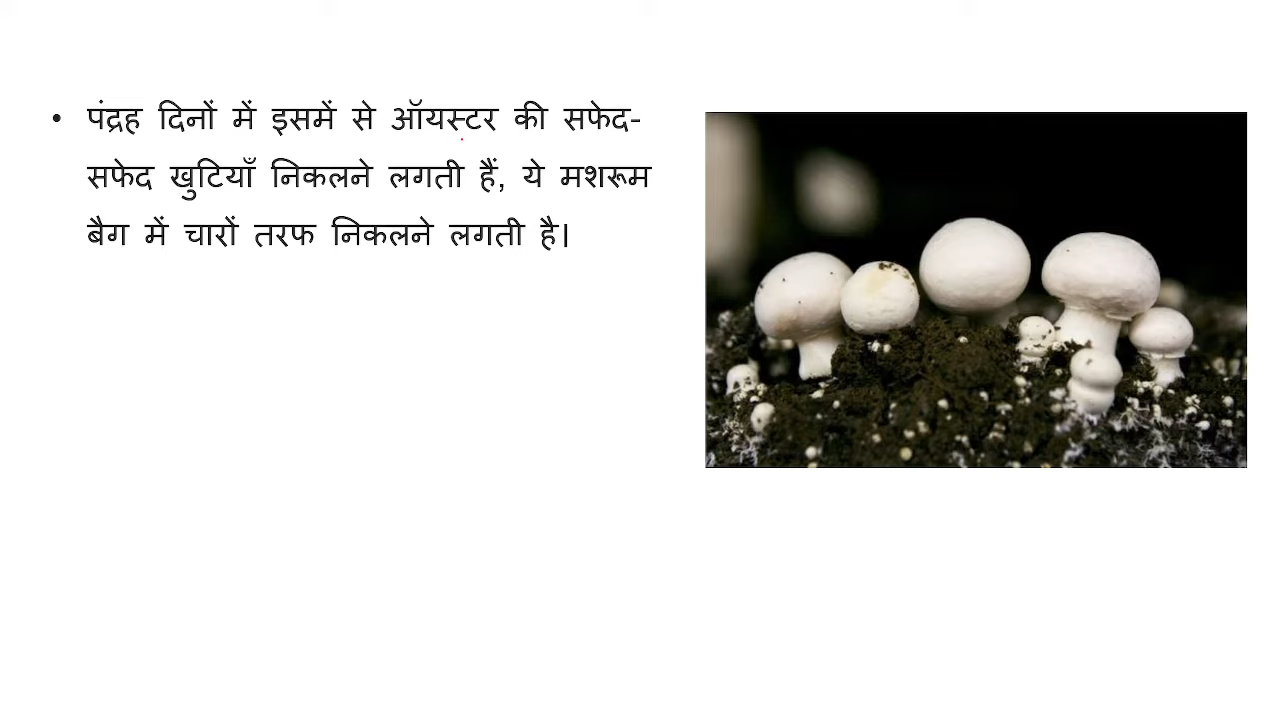 • पंद्रह दिनों में इसमें से ऑयस्टर की सफेद-
सफेद खुटियाँ निकलने लगती हैं, ये मशरूम
बैग में चारों तरफ निकलने लगती है।